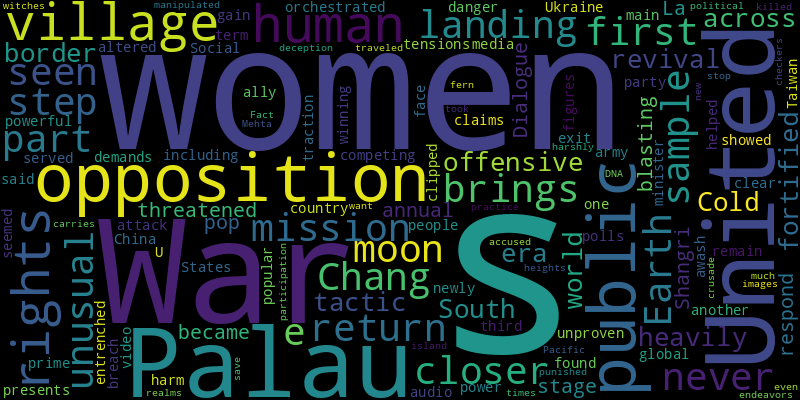 witches
manipulated
orchestrated
danger
Ukraine
La
political
killed
village
human
landing
main
first
across
gain
term
altered
Social
deception
traveled
tensions
media
border
seen
women
Dialogue
revival
party
checkers
step
ally
Fact
Mehta
traction
winning
face
fern
took
claims
figures
stop
new
Taiwan
powerful
part
served
demands
including
competing
clipped
exit
army
harshly
blasting
sample
helped
showed
United
fortified
said
opposition
offensive
brings
DNA
minister
clear
threatened
country
want
annual
practice
one
Cold
seemed
rights
carries
attack
China
pop
mission
people
S
accused
era
polls
public
Earth
Shangri
awash
remain
unusual
U
States
War
popular
participation
moon
Chang
newly
heights
world
crusade
much
images
another
respond
entrenched
breach
video
became
e
tactic
return
South
third
island
unproven
heavily
global
prime
Palau
save
closer
Pacific
punished
found
never
presents
harm
realms
audio
power
times
stage
even
endeavors